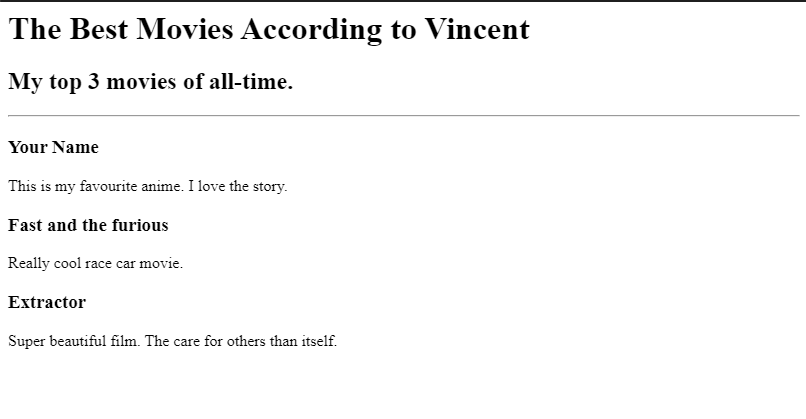 The Best Movies According to Vincent
My top 3 movies of all-time.
Your Name
This is my favourite anime. I love the story.
Fast and the furious
Really cool race car movie.
Extractor
Super beautiful film. The care for others than itself.